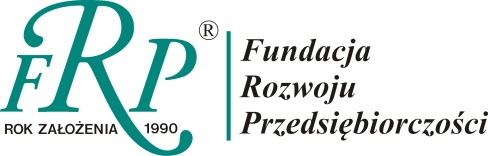 FRP®
ROK ZAŁOŻENIA 1990
Fundacja
Rozwoju
Przedsiębiorczości